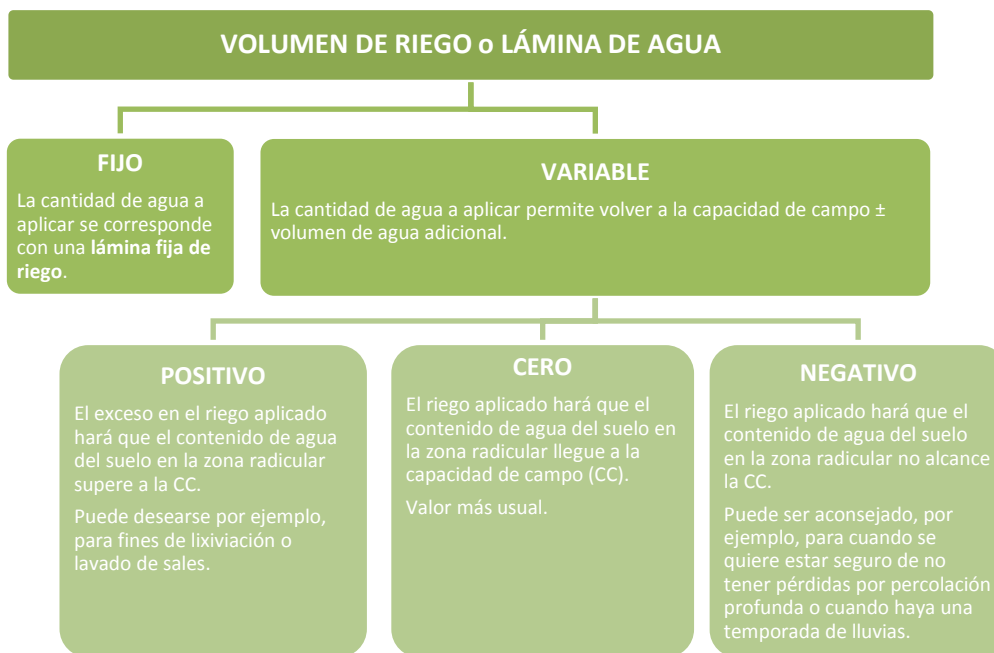 VOLUMEN DE RIEGO o LÁMINA DE AGUA
FIJO
La cantidad de agua a
aplicar se corresponde
con una lámina fija de
riego.
VARIABLE
La cantidad de agua a aplicar permite volver a la capacidad de campo ±
volumen de agua adicional.
POSITIVO
El exceso en el riego aplicado
hará que el contenido de agua
del suelo en la zona radicular
supere a la CC.
Puede desearse por ejemplo,
para fines de lixiviación o
lavado de sales.
CERO
El riego aplicado hará que el
contenido de agua del suelo en
la zona radicular llegue a la
capacidad de campo (CC).
Valor más usual.
NEGATIVO
El riego aplicado hará que el
contenido de agua del suelo
en la zona radicular no alcance
la CC.
Puede ser aconsejado, por
ejemplo, para cuando se
quiere estar seguro de no
tener pérdidas por percolación
profunda o cuando haya una
temporada de lluvias.